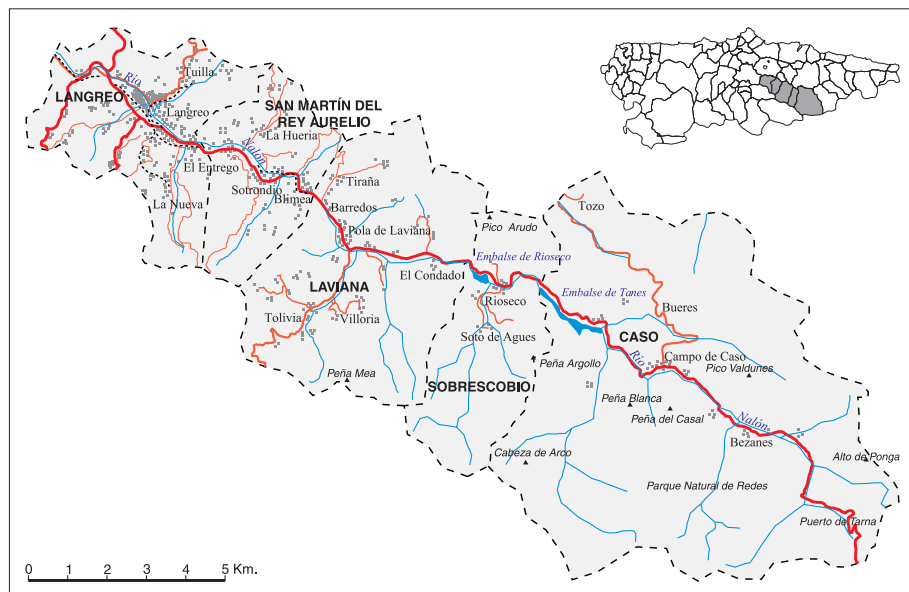 Tuilla
Río
LANGREO
Langreo
SAN MARTÍN DEL
REY AURELIO
La Hueria
Nalón
El Entrego
Sotrondio
Tiraña
Blimea
La Nueva
Barredos
Tozo
Pico Arudo
Pola de Laviana
Embalse de Rioseco
El Condado
LAVIANA
Rioseco
Embalse de Tanes
Bueres
Tolivia
Villoria
Soto de Agues
CASO
Río
Campo de Caso
Peña Argollo
Pico Valdunes
Peña Mea
SOBRESCOBIO
Peña Blanca
Peña del Casal
Nalón
Bezanes
Cabeza de Arco
Alto de Ponga
Parque Natural de Redes
Puerto de Tarna
0 1 2 3 4 5 Km.